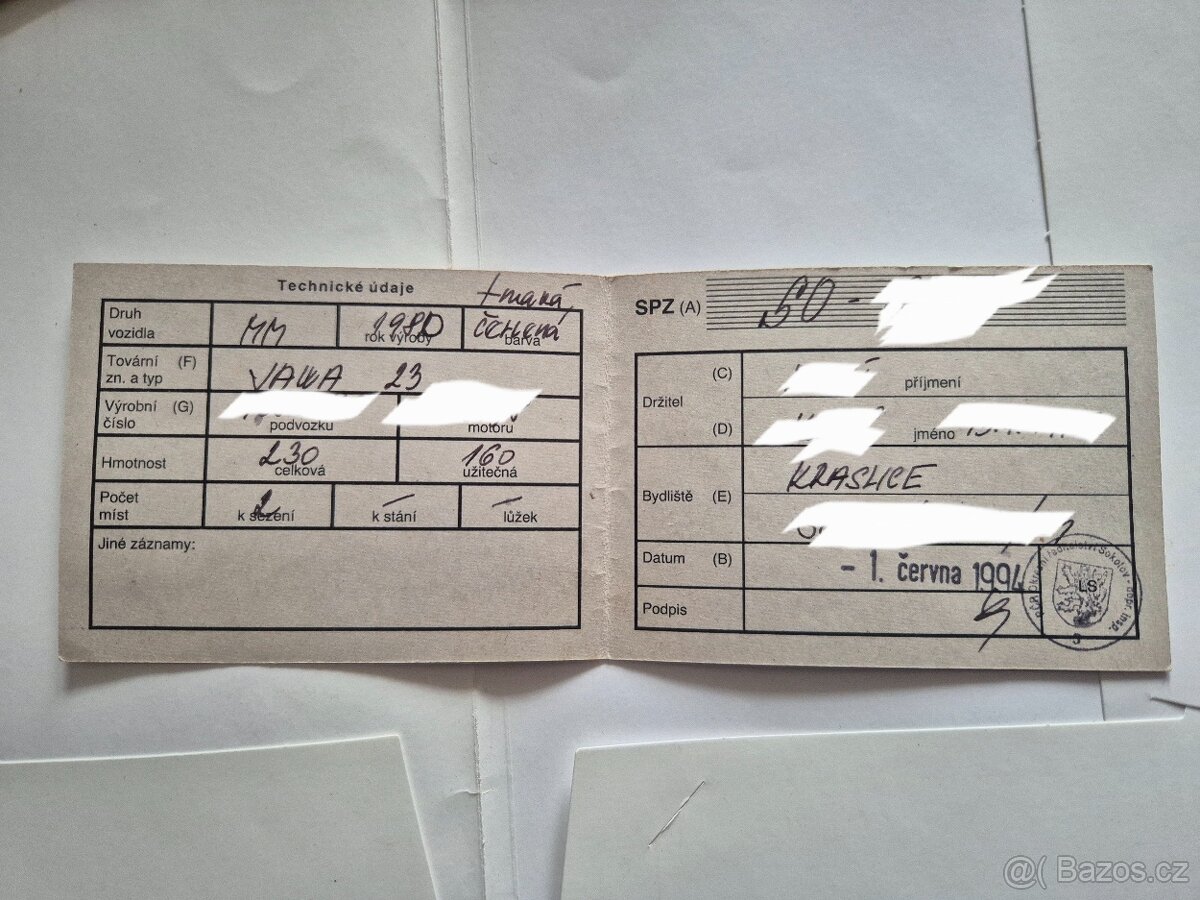 Technické údaje
tmavá
Druh
vozidla
MM
1980
rok výroby
červená
barva
Tovární (F)
zn. a typ
JAWA 23
Výrobní (G)
číslo
podvozku
motoru
Hmotnost
230
celková
160
užitečná
Počet
míst
2
k sezení
–
k stání
–
lůžek
Jiné záznamy:
SPZ (A)
SO -
Držitel
(C)
příjmení
(D)
jméno
Bydliště (E)
KRASLICE
Datum (B)
- 1. června 1994
Podpis
LS
3
@( Bazos.cz